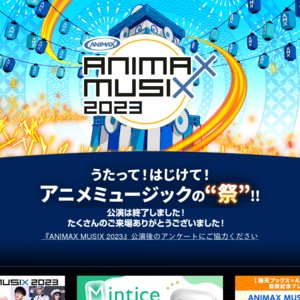 ANIMAX
ANIMAX
MUSIX
2023
うたって!はじけて!
アニメミュージックの“祭”!!
公演は終了しました!
たくさんのご来場ありがとうございました!
『ANIMAX MUSIX 2023』公演後のアンケートにご協力ください
MUSIX 2023
Mintice
ANIMAX MUSIX